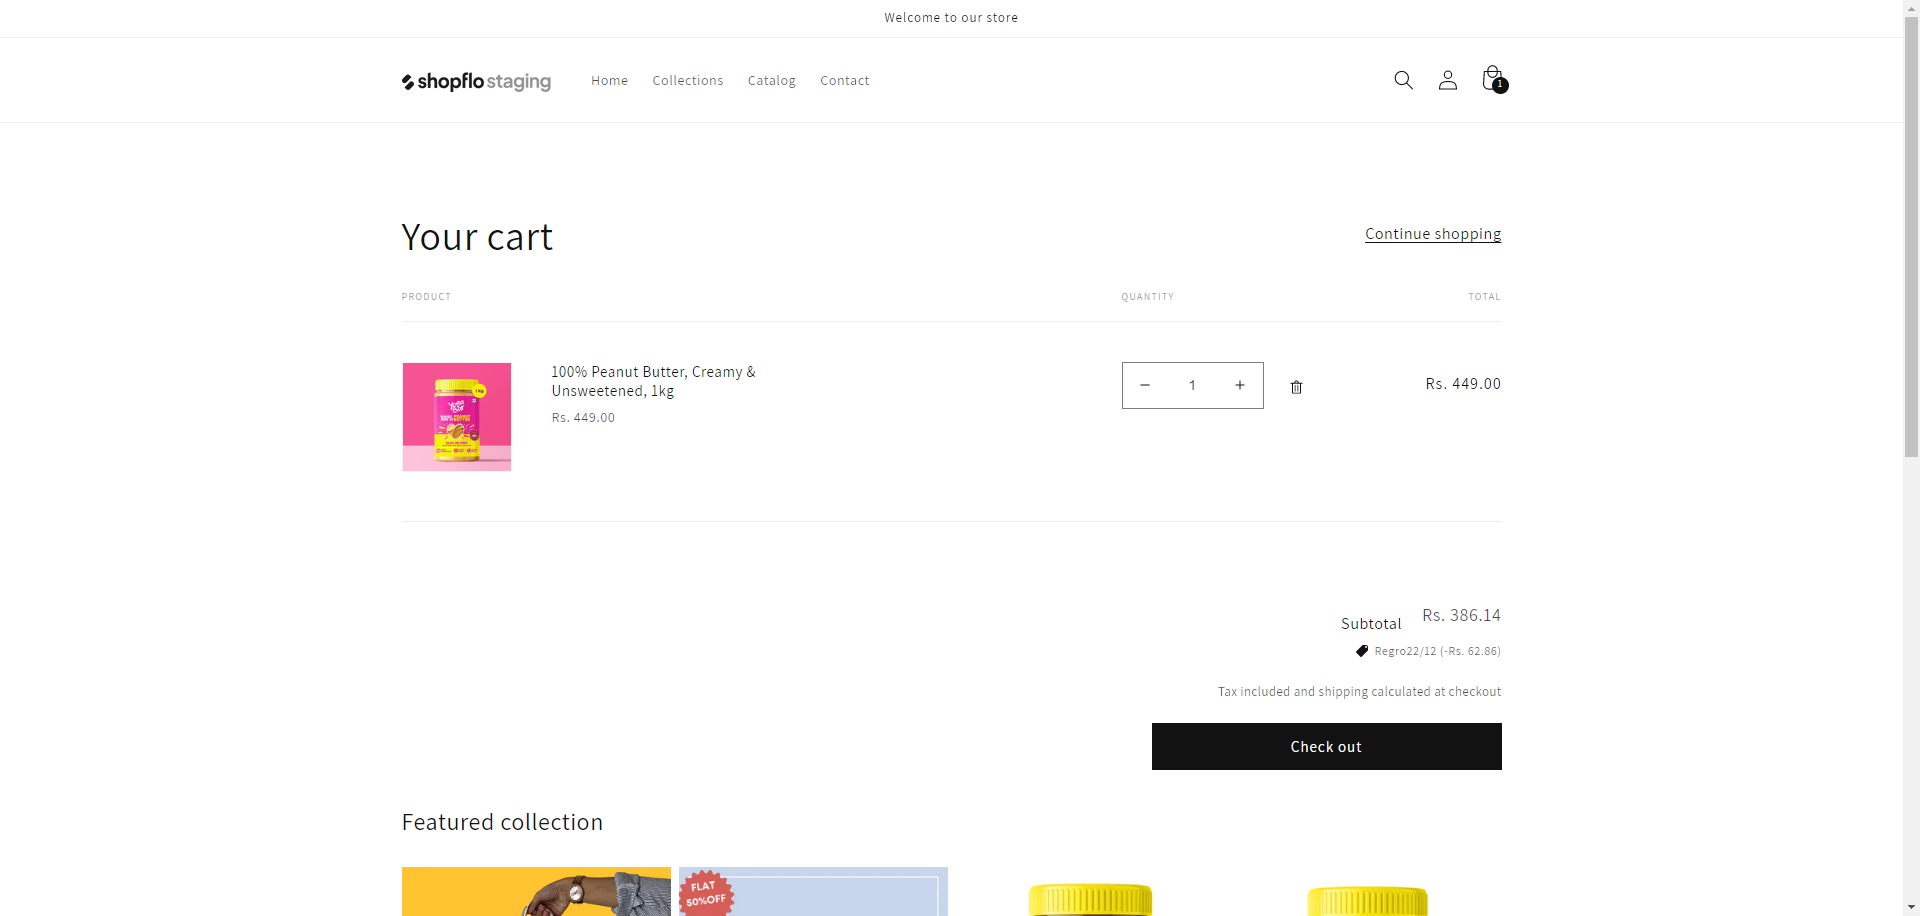 Welcome to our store
shopflo staging
Home
Collections
Catalog
Contact
1
Your cart
Continue shopping
PRODUCT
QUANTITY
TOTAL
100% Peanut Butter, Creamy &
Unsweetened, 1kg
Rs. 449.00
1
Rs. 449.00
Subtotal
Rs. 386.14
Regro22/12 (-Rs. 62.86)
Tax included and shipping calculated at checkout
Check out
Featured collection
FLAT
50%OFF